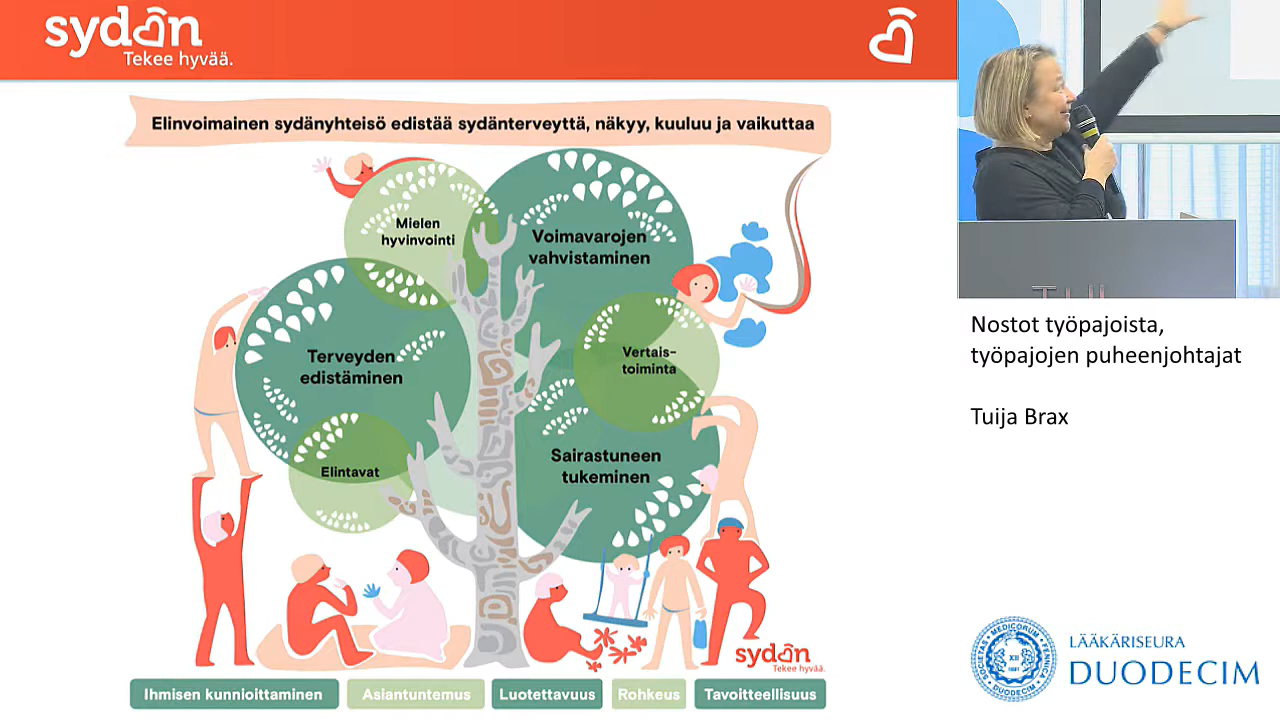 sydän
Tekee hyvää.
Elinvoimainen sydänyhteisö edistää sydänterveyttä, näkyy, kuuluu ja vaikuttaa
Mielen
hyvinvointi
Voimavarojen
vahvistaminen
Terveyden
edistäminen
Vertais-
toiminta
Elintavat
Sairastuneen
tukeminen
sydän
Tekee hyvää.
Ihmisen kunnioittaminen
Asiantuntemus
Luotettavuus
Rohkeus
Tavoitteellisuus
Nostot työpajoista,
työpajojen puheenjohtajat
Tuija Brax
LÄÄKÄRISEURA
DUODECIM